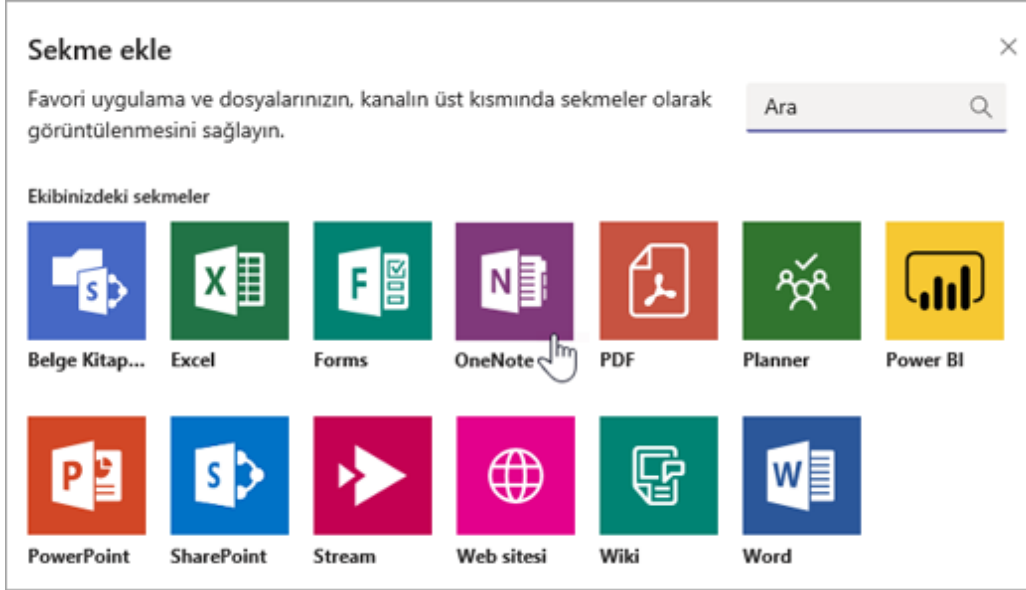 Sekme ekle
Favori uygulama ve dosyalarınızın, kanalın üst kısmında sekmeler olarak
görüntülenmesini sağlayın.
Ara
Ekibinizdeki sekmeler
Belge Kitap... Excel Forms OneNote PDF Planner Power BI
PowerPoint SharePoint Stream Web sitesi Wiki Word